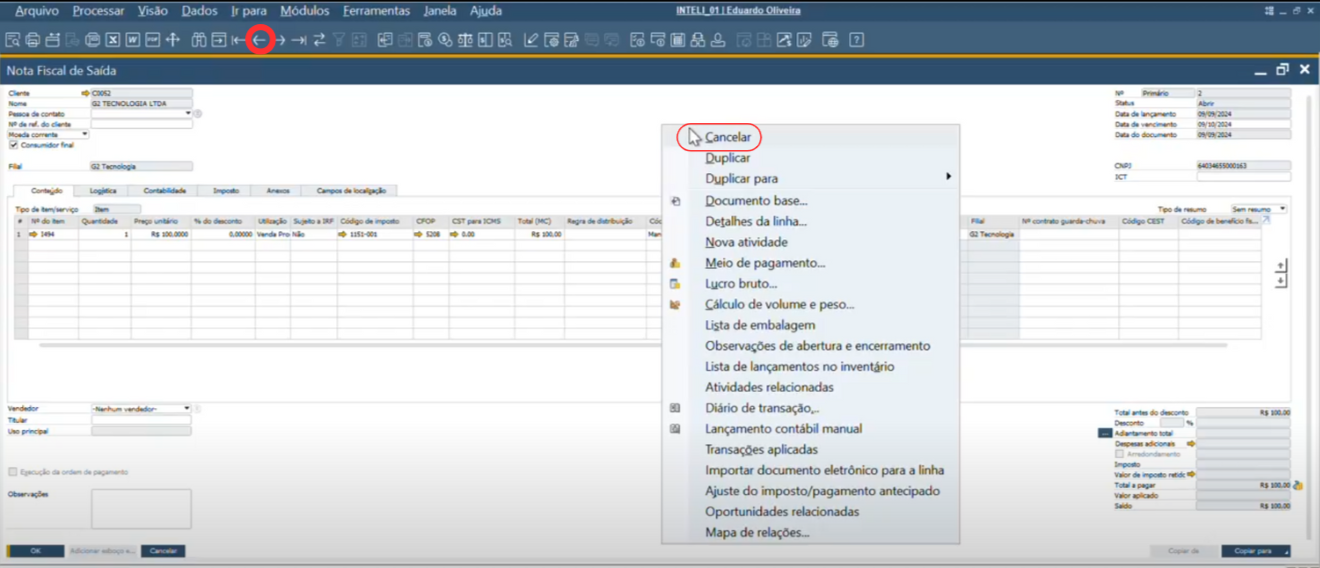 Arquivo Processar Visão Dados Ir para Módulos Ferramentas Janela Ajuda INTELI_01 | Eduardo Oliveira
Nota Fiscal de Saída
Cliente C0052
Nome G2 TECNOLOGIA LTDA
Pessoa de contato
Nº de ref. do cliente
Moeda corrente
Consumidor final
Filial G2 Tecnologia
Nº Primário 2
Status Abrir
Data de lançamento 09/09/2024
Data de vencimento 09/10/2024
Data do documento 09/09/2024
CNPJ 64034655000163
ICT
Conteúdo Logística Contabilidade Imposto Anexos Campos de localização
Tipo de item/serviço Item
Tipo de resumo Sem resumo
# Nº do item Quantidade Preço unitário % do desconto Utilização Sujeito a IRF Código de imposto CFOP CST para ICMS Total (MC) Regra de distribuição Cód Filial Nº contrato guarda-chuva Código CEST Código de benefício fis...
1 I494 1 R$ 100,0000 0,00000 Venda Pro Não 1151-001 5208 0.00 R$ 100,00 Man G2 Tecnologia
Cancelar
Duplicar
Duplicar para
Documento base...
Detalhes da linha...
Nova atividade
Meio de pagamento...
Lucro bruto...
Cálculo de volume e peso...
Lista de embalagem
Observações de abertura e encerramento
Lista de lançamentos no inventário
Atividades relacionadas
Diário de transação,..
Lançamento contábil manual
Transações aplicadas
Importar documento eletrônico para a linha
Ajuste do imposto/pagamento antecipado
Oportunidades relacionadas
Mapa de relações...
Vendedor -Nenhum vendedor-
Titular
Uso principal
Execução da ordem de pagamento
Observações
Total antes do desconto R$ 100,00
Desconto %
Adiantamento total
Despesas adicionais
Arredondamento
Imposto
Valor de imposto retido
Total a pagar R$ 100,00
Valor aplicado
Saldo R$ 100,00
OK Adicionar esboço e... Cancelar Copiar de Copiar para